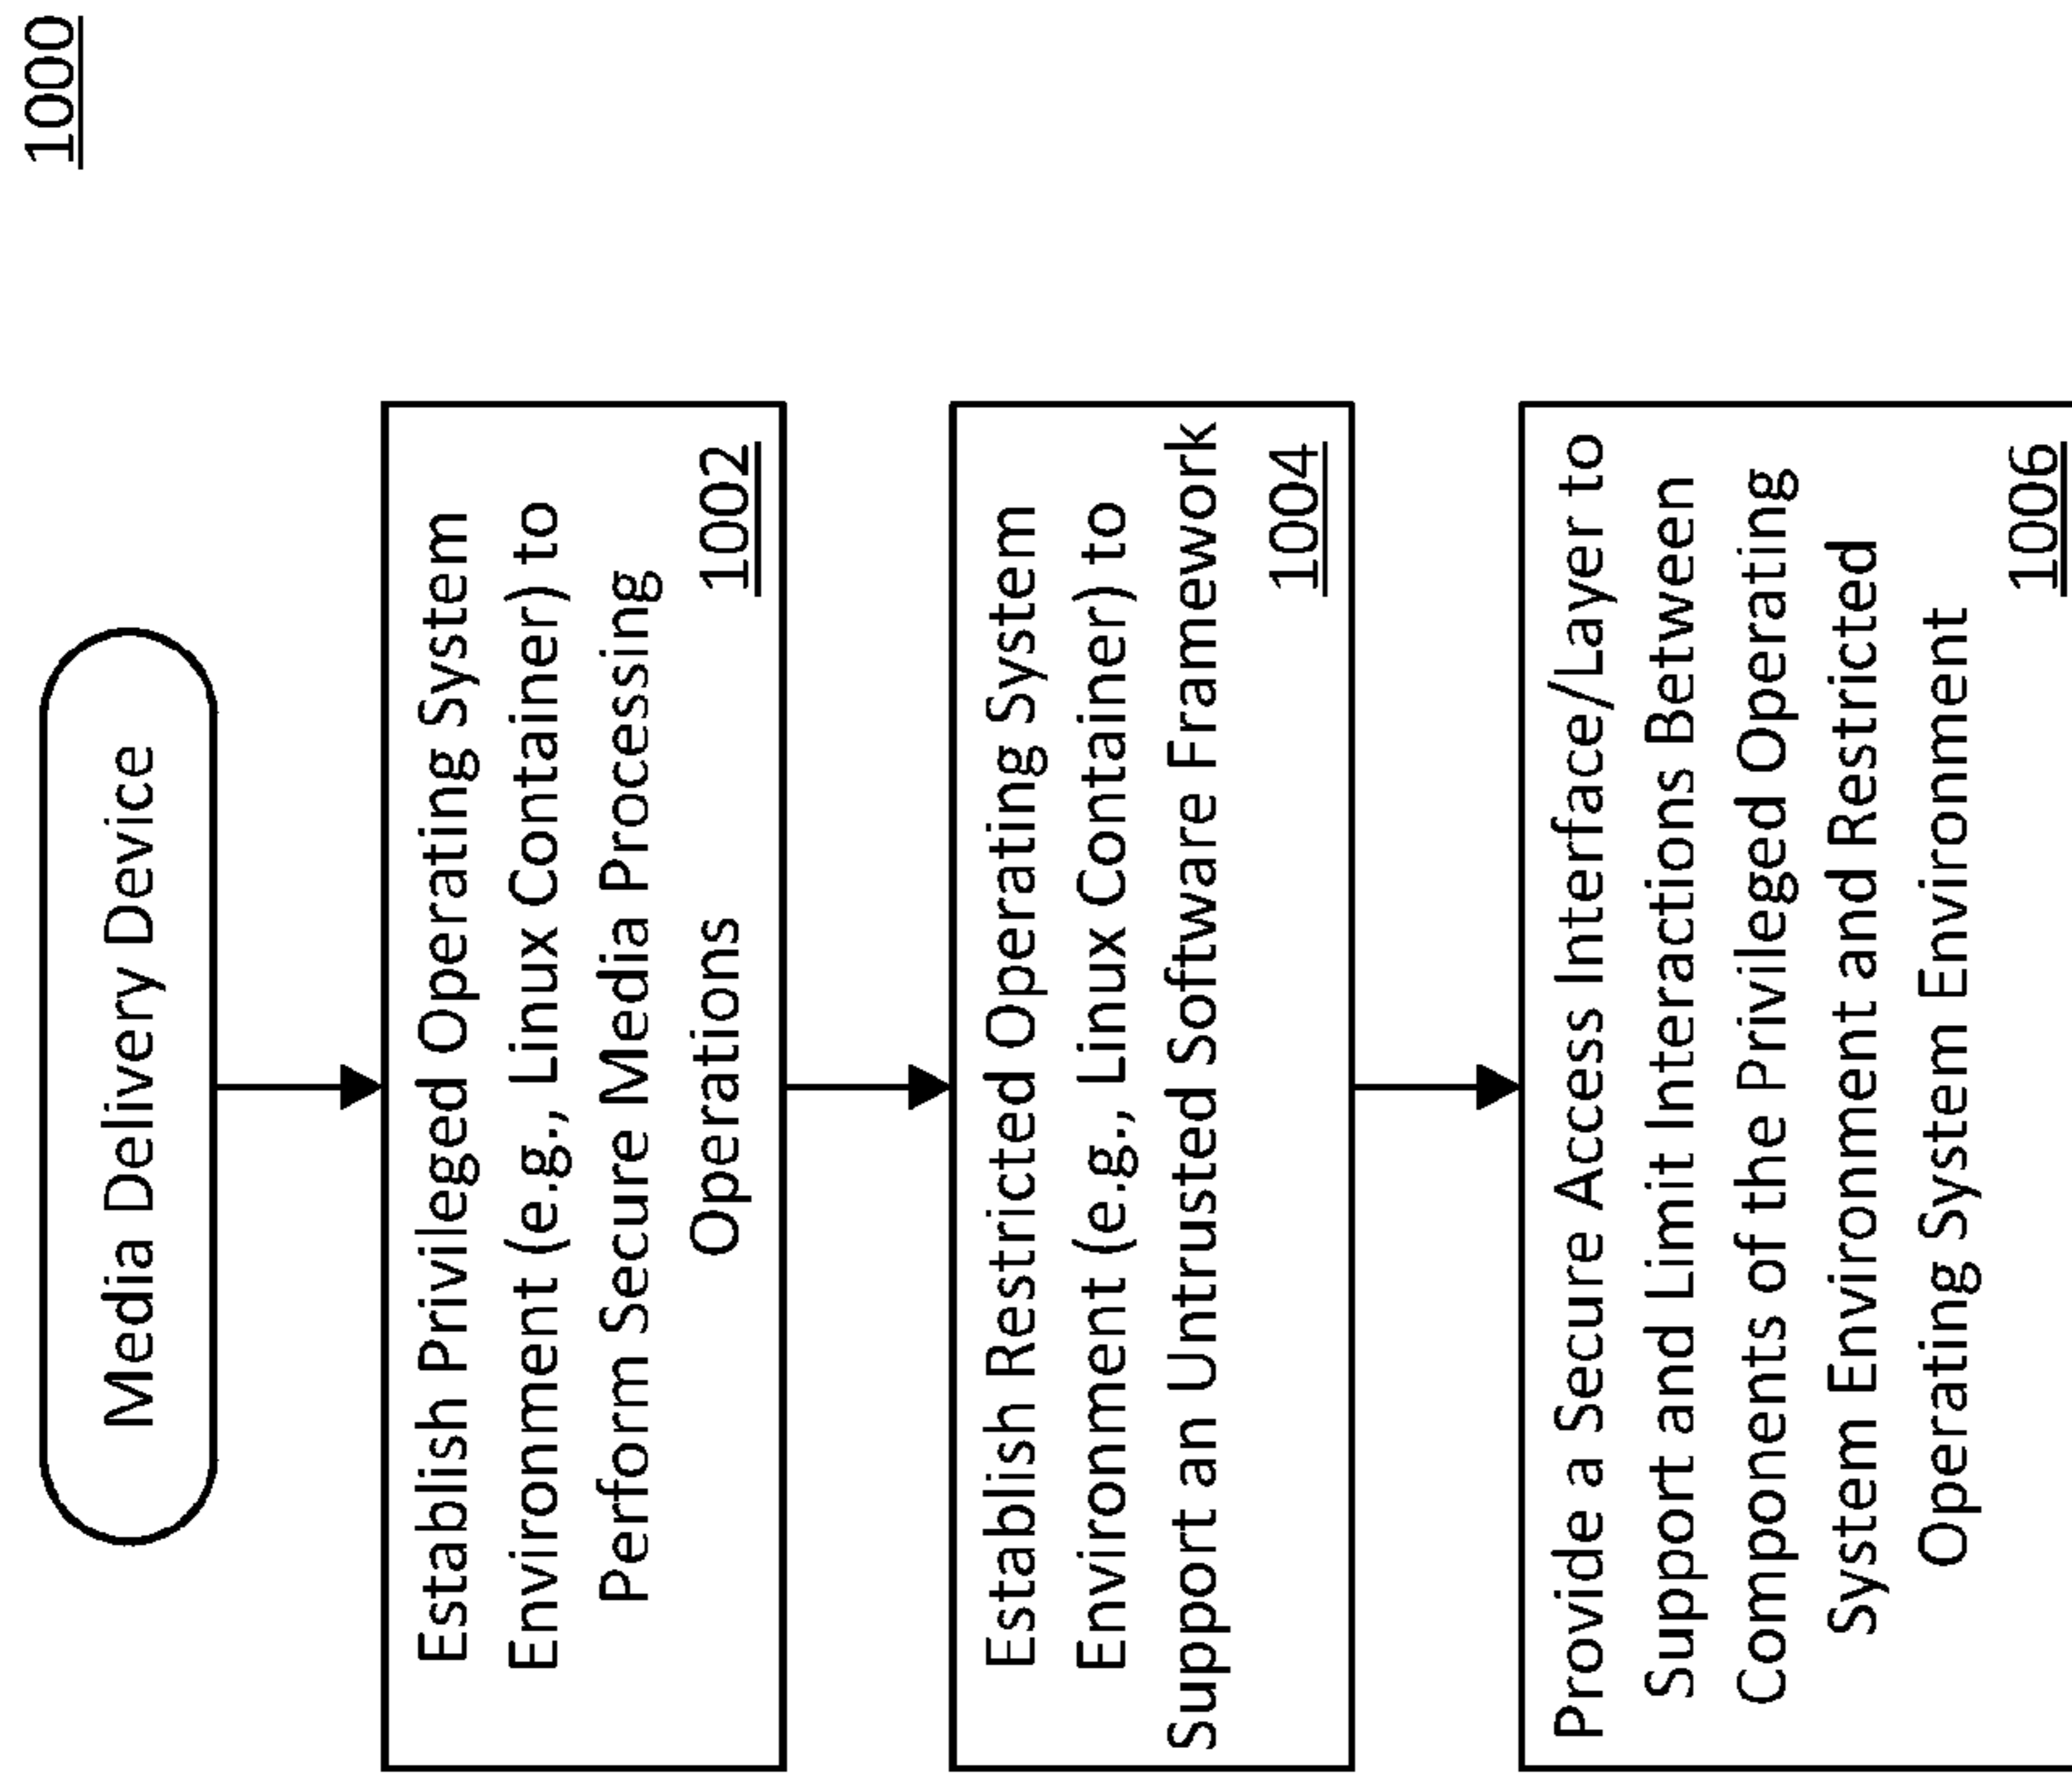 1000
Media Delivery Device
Establish Privileged Operating System
Environment (e.g., Linux Container) to
Perform Secure Media Processing
Operations
1002
Establish Restricted Operating System
Environment (e.g., Linux Container) to
Support an Untrusted Software Framework
1004
Provide a Secure Access Interface/Layer to
Support and Limit Interactions Between
Components of the Privileged Operating
System Environment and Restricted
Operating System Environment
1006